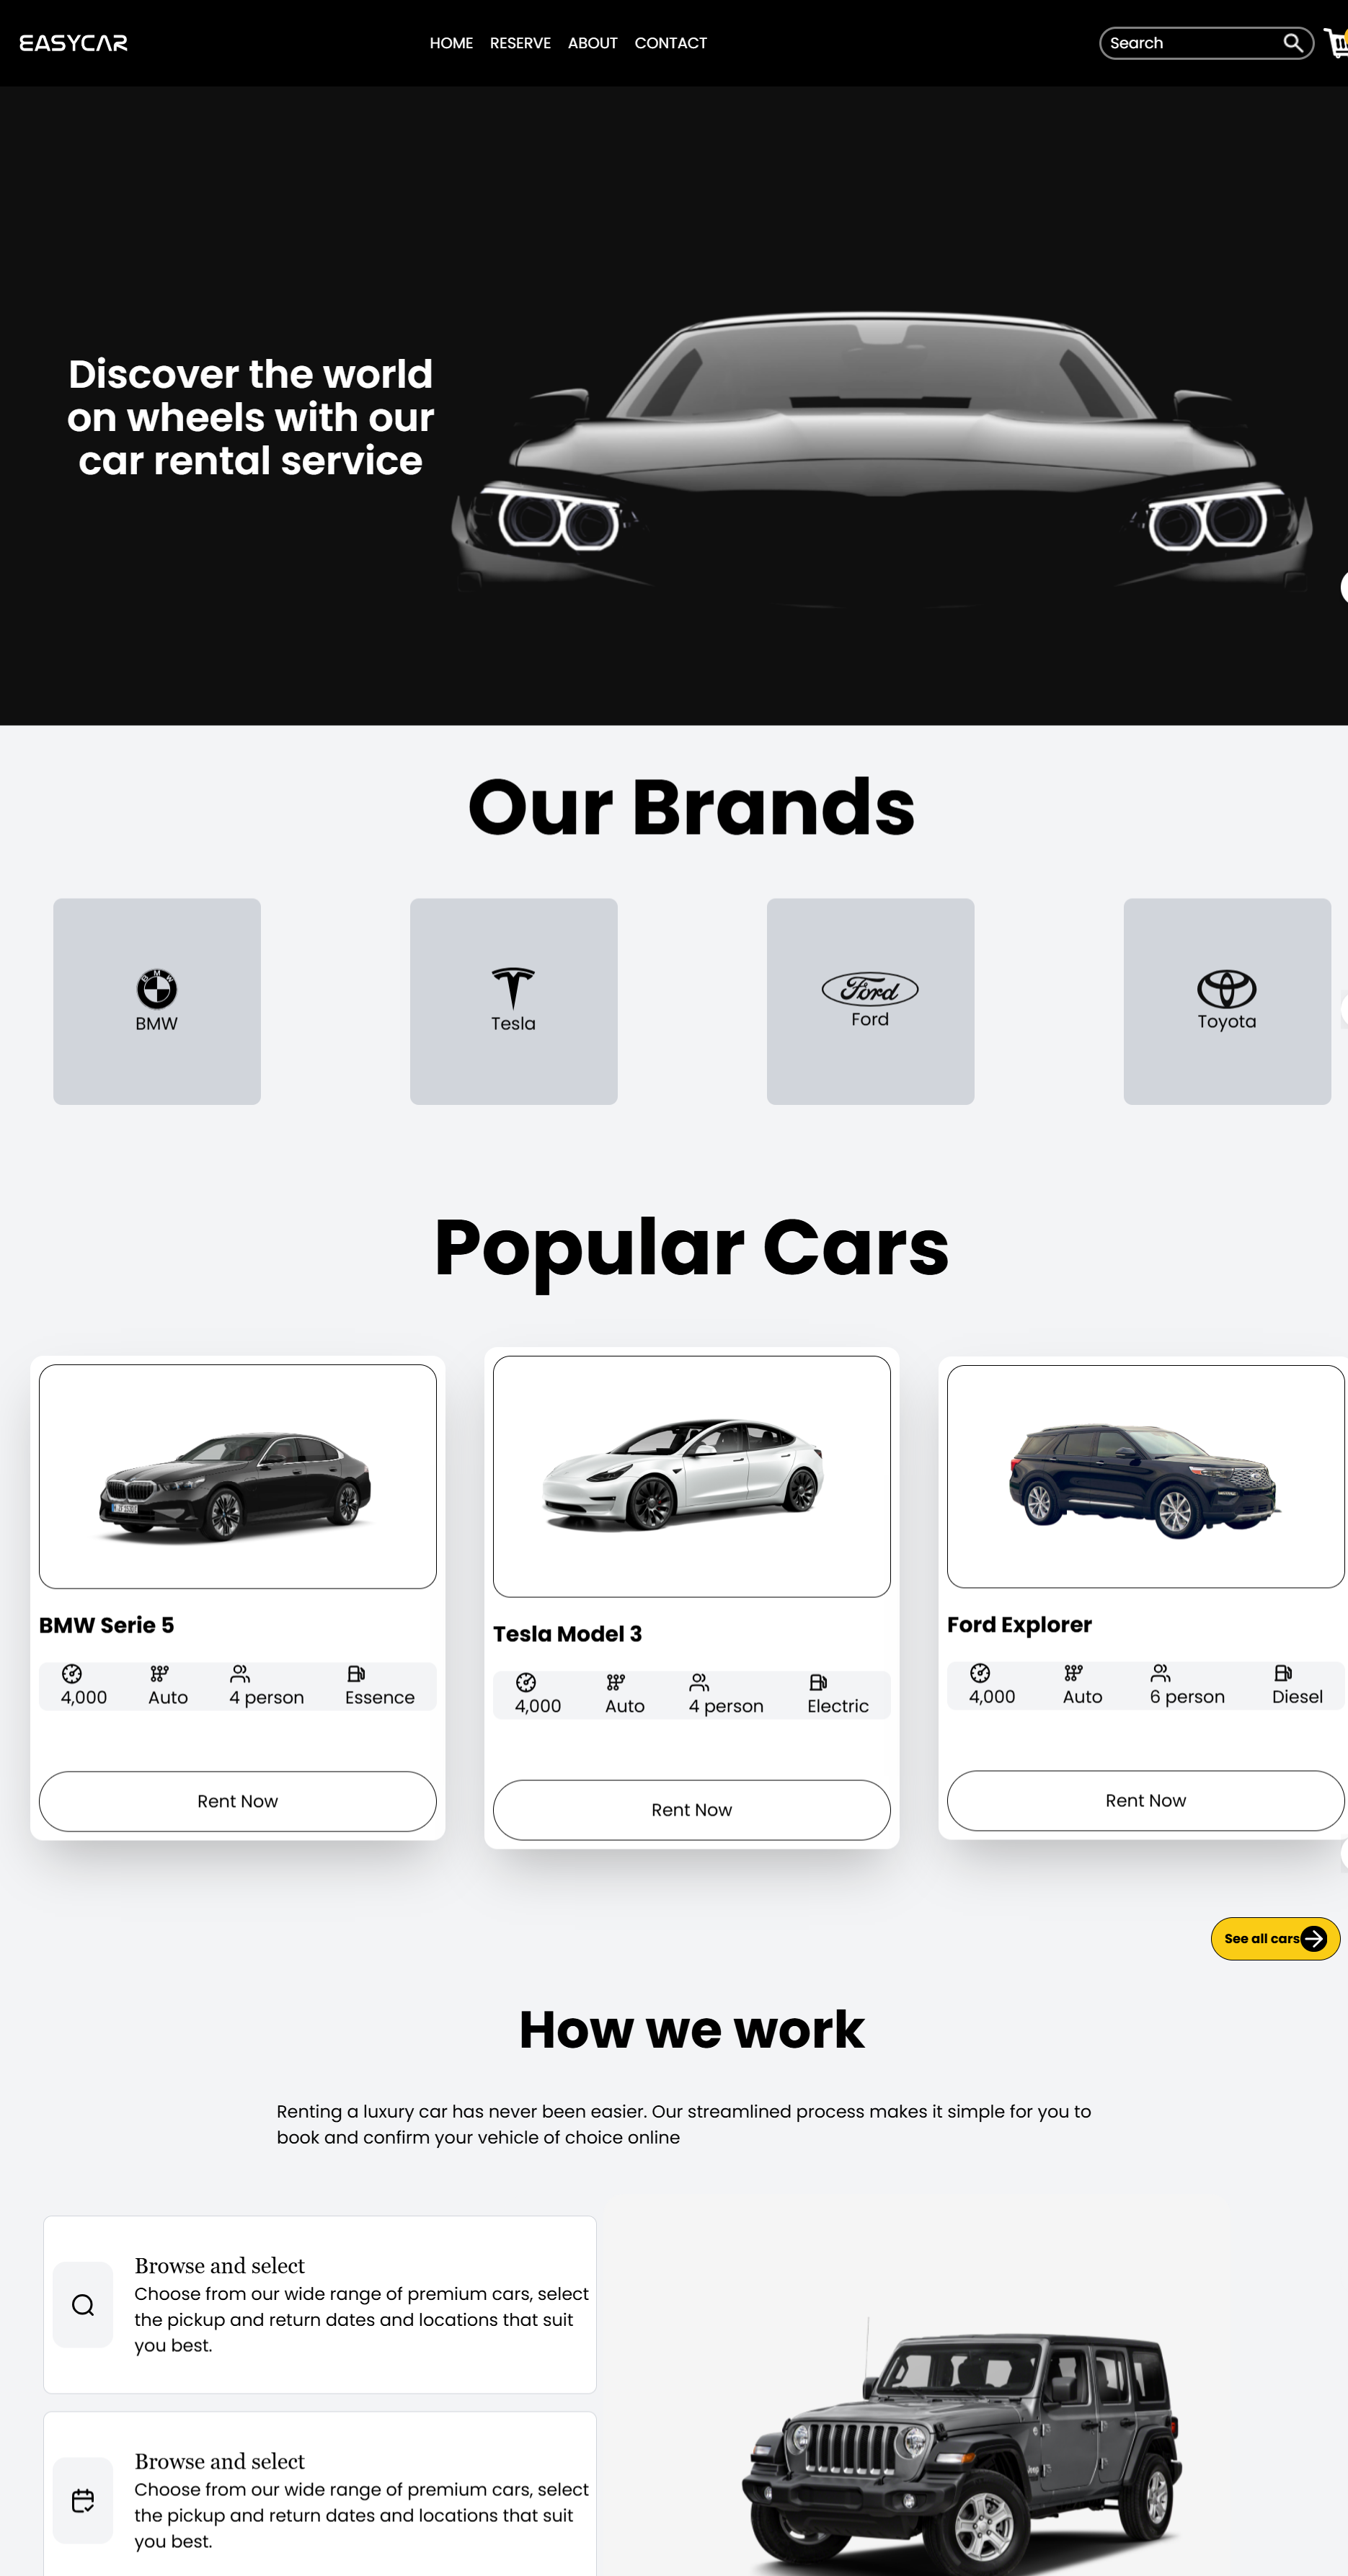 EASYCAR
HOME RESERVE ABOUT CONTACT
Search
Discover the world
on wheels with our
car rental service
Our Brands
BMW
BMW
Tesla
Ford
Ford
Toyota
Popular Cars
BMW Serie 5
4,000 Auto 4 person Essence
Rent Now
Tesla Model 3
4,000 Auto 4 person Electric
Rent Now
Ford Explorer
4,000 Auto 6 person Diesel
Rent Now
See all cars
How we work
Renting a luxury car has never been easier. Our streamlined process makes it simple for you to
book and confirm your vehicle of choice online
Browse and select
Choose from our wide range of premium cars, select
the pickup and return dates and locations that suit
you best.
Browse and select
Choose from our wide range of premium cars, select
the pickup and return dates and locations that suit
you best.